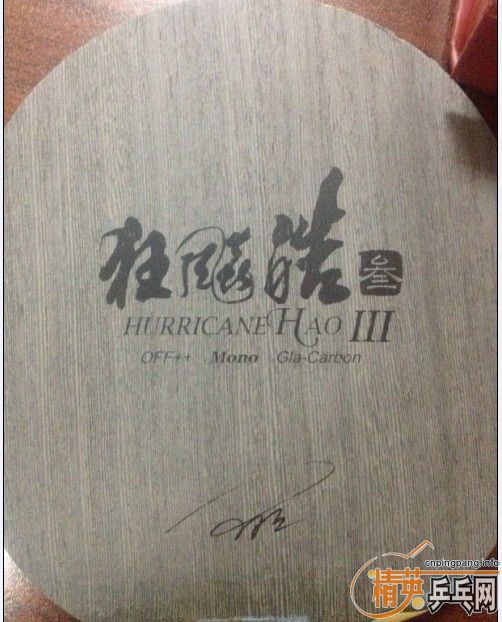 狂飚皓 叁
HURRICANE HAO III
OFF++ Mono Gla-Carbon
cnpingpang.info
精英乒乓网